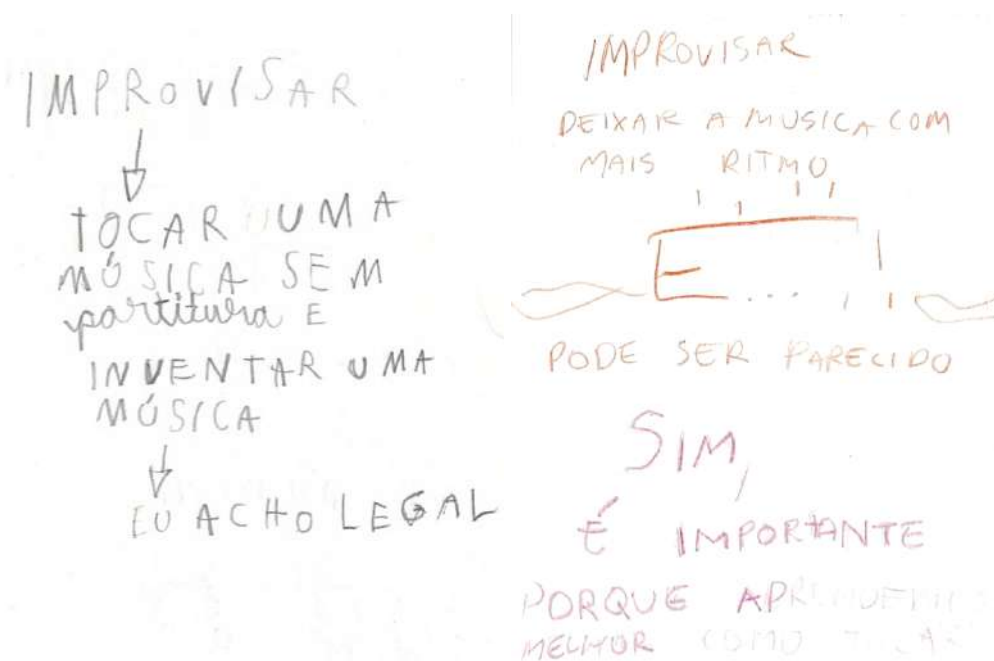 IMPROVISAR
TOCAR UMA
MÚSICA SEM
partitura E
INVENTAR UMA
MÚSICA
EU ACHO LEGAL
IMPROVISAR
DEIXAR A MUSICA COM
MAIS RITMO
E ...
PODE SER PARECIDO
SIM,
É IMPORTANTE
PORQUE APRENDEMOS
MELHOR COMO